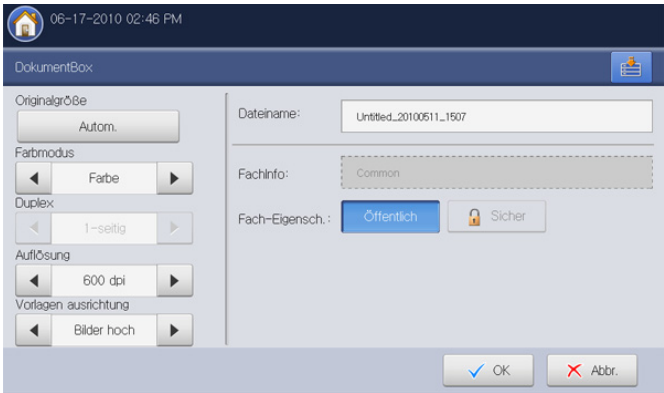 06-17-2010 02:46 PM
DokumentBox
Originalgröße
Autom.
Farbmodus
Farbe
Duplex
1-seitig
Auflösung
600 dpi
Vorlagen ausrichtung
Bilder hoch
Dateiname:
Untitled_20100511_1507
FachInfo:
Common
Fach-Eigensch.:
Öffentlich
Sicher
OK
Abbr.